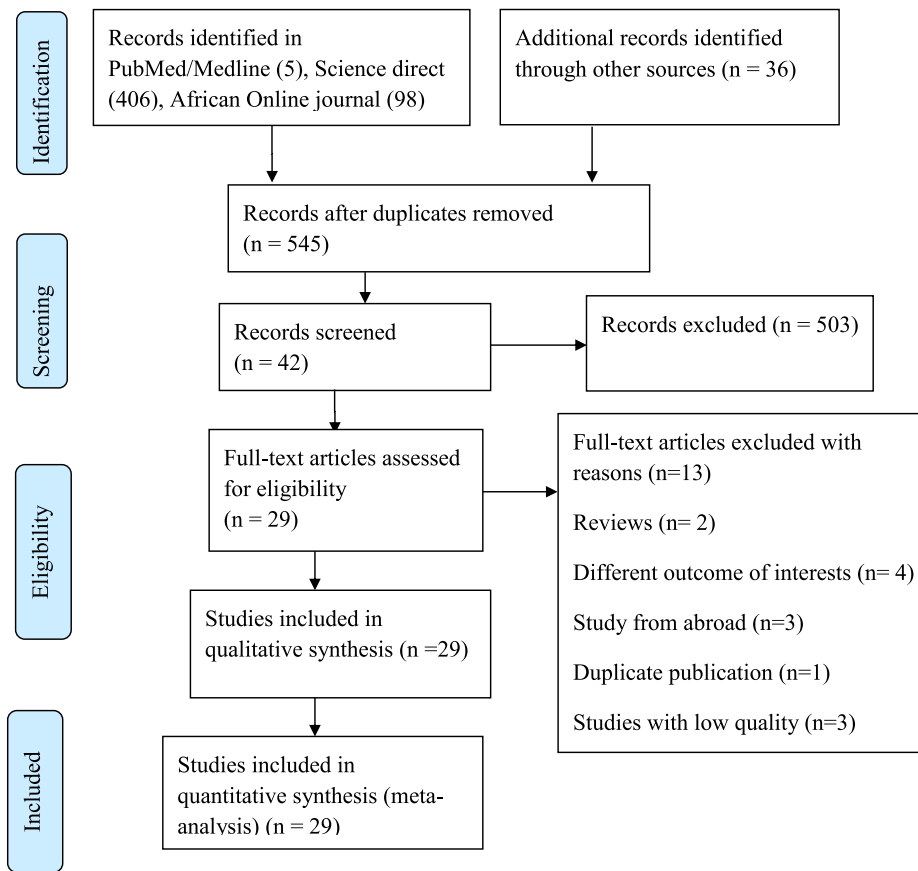 Identification
Records identified in
PubMed/Medline (5), Science direct
(406), African Online journal (98)
Additional records identified
through other sources (n = 36)
Records after duplicates removed
(n = 545)
Screening
Records screened
(n = 42)
Records excluded (n = 503)
Eligibility
Full-text articles assessed
for eligibility
(n = 29)
Full-text articles excluded with
reasons (n=13)
Reviews (n= 2)
Different outcome of interests (n= 4)
Study from abroad (n=3)
Duplicate publication (n=1)
Studies with low quality (n=3)
Studies included in
qualitative synthesis (n =29)
Included
Studies included in
quantitative synthesis (meta-
analysis) (n = 29)